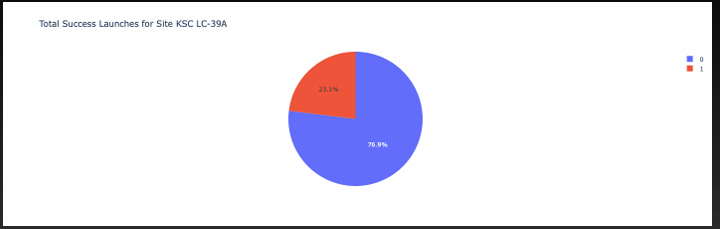 Total Success Launches for Site KSC LC-39A
0
1
23.1%
76.9%